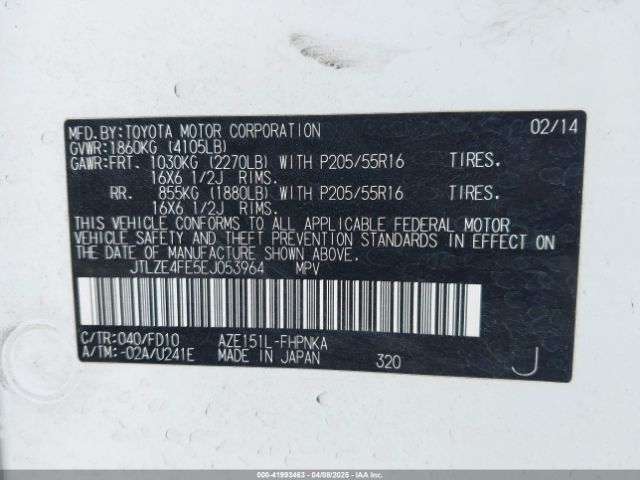 MFD.BY:TOYOTA MOTOR CORPORATION 02/14
GVWR:1860KG (4105LB)
GAWR:FRT. 1030KG (2270LB) WITH P205/55R16 TIRES.
16X6 1/2J RIMS.
RR. 855KG (1880LB) WITH P205/55R16 TIRES.
16X6 1/2J RIMS.
THIS VEHICLE CONFORMS TO ALL APPLICABLE FEDERAL MOTOR
VEHICLE SAFETY AND THEFT PREVENTION STANDARDS IN EFFECT ON
THE DATE OF MANUFACTURE SHOWN ABOVE.
JTLZE4FE5EJ053964 MPV
C/TR:040/FD10 AZE151L-FHPNKA
A/TM:-02A/U241E MADE IN JAPAN 320 J
000-41993463 - 04/08/2025 - IAA Inc.